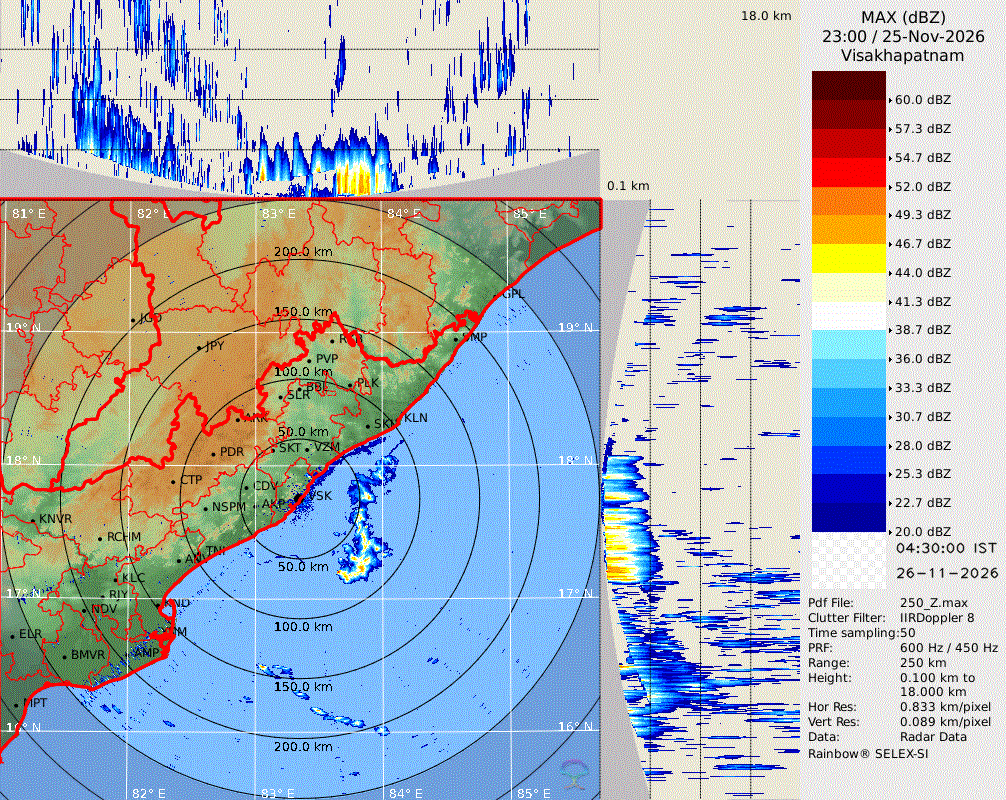 18.0 km
0.1 km
MAX (dBZ)
23:00 / 25-Nov-2026
Visakhapatnam
60.0 dBZ
57.3 dBZ
54.7 dBZ
52.0 dBZ
49.3 dBZ
46.7 dBZ
44.0 dBZ
41.3 dBZ
38.7 dBZ
36.0 dBZ
33.3 dBZ
30.7 dBZ
28.0 dBZ
25.3 dBZ
22.7 dBZ
20.0 dBZ
04:30:00 IST
26-11-2026
Pdf File: 250_Z.max
Clutter Filter: IIRDoppler 8
Time sampling:50
PRF: 600 Hz / 450 Hz
Range: 250 km
Height: 0.100 km to
18.000 km
Hor Res: 0.833 km/pixel
Vert Res: 0.089 km/pixel
Data: Radar Data
Rainbow® SELEX-SI
81° E 82° E 83° E 84° E 85° E
200.0 km
GPL
150.0 km
JGD
19° N 19° N
JPY
PVP
100.0 km
BBL PLK
SLR
KLN
50.0 km
SKT VZM
PDR
18° N 18° N
CTP
CDV
NSPM AKP VSK
KNVR
RCHM
TNI
50.0 km
KLC
RJY
17° N 17° N
NDV KND
100.0 km
ELR
BMVR AMP
150.0 km
MPT
16° N 16° N
200.0 km
82° E 83° E 84° E 85° E